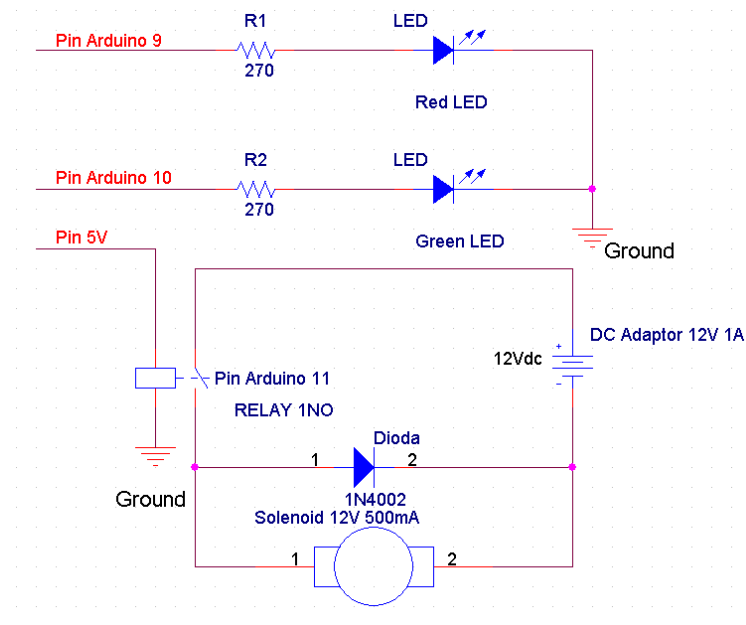 R1
LED
Pin Arduino 9
270
Red LED
R2
LED
Pin Arduino 10
270
Pin 5V
Green LED
Ground
DC Adaptor 12V 1A
+
12Vdc
-
Pin Arduino 11
RELAY 1NO
Dioda
1
2
Ground
1N4002
Solenoid 12V 500mA
1
2